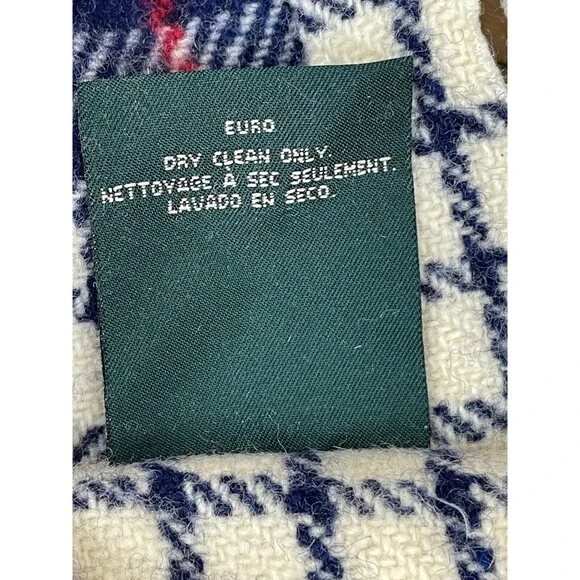 EURO
DRY CLEAN ONLY.
NETTOYAGE À SEC SEULEMENT.
LAVADO EN SECO.